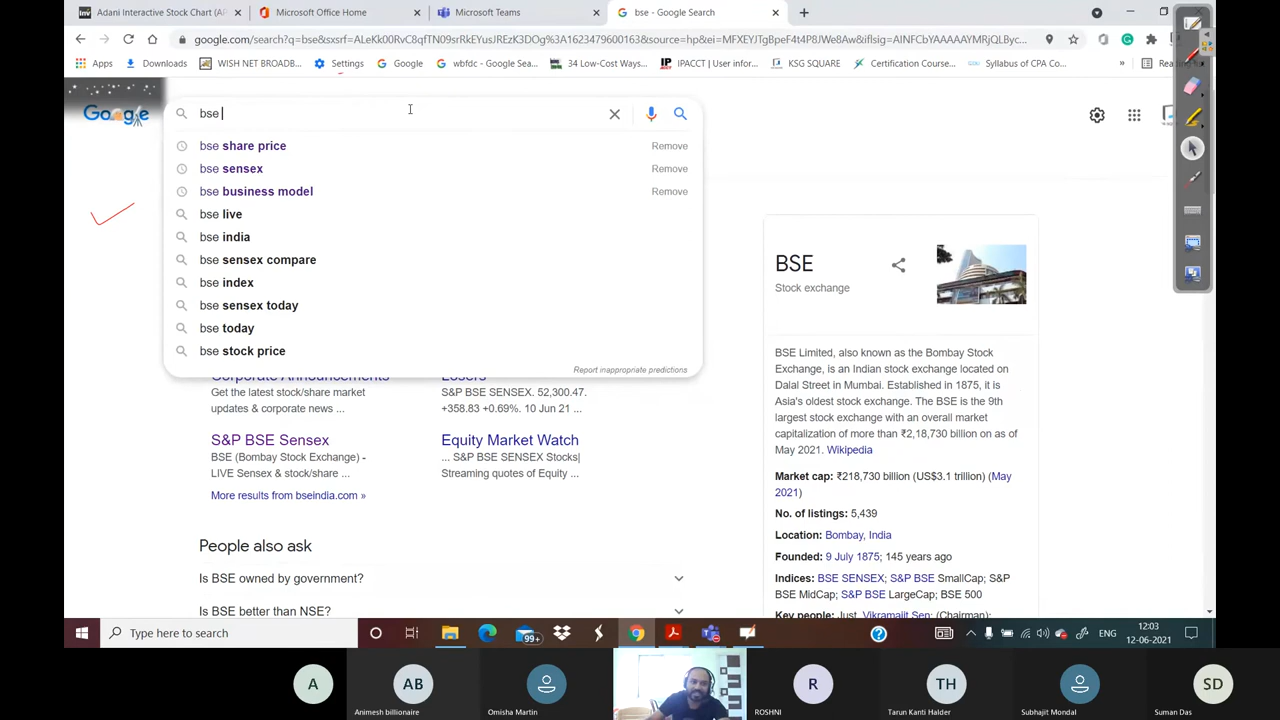 Adani Interactive Stock Chart (AP
Microsoft Office Home
Microsoft Teams
bse - Google Search
google.com/search?q=bse&sxsrf=ALeKk00RvC8qfTN09srRkEYusJRFzX3DOg%3A1623479600163&source=hp&ei=MFXEYJTgBpeF4t4P8JWe8Aw&iflsig=AINFCbYAAAAAYMRjQLByc...
Apps
Downloads
WISH NET BROADB...
Settings
Google
wbfdc - Google Sea...
34 Low-Cost Ways...
IPACCT | User infor...
KSG SQUARE
Certification Course...
Syllabus of CPA Co...
»
Google
bse
bse share price Remove
bse sensex Remove
bse business model Remove
bse live
bse india
bse sensex compare
bse index
bse sensex today
bse today
bse stock price
Report inappropriate predictions
Corporate Announcements
Get the latest stock/share market
updates & corporate news ...
Losers
S&P BSE SENSEX. 52,300.47.
+358.83 +0.69%. 10 Jun 21 ...
S&P BSE Sensex
BSE (Bombay Stock Exchange) -
LIVE Sensex & stock/share ...
Equity Market Watch
... S&P BSE SENSEX Stocks|
Streaming quotes of Equity ...
More results from bseindia.com »
People also ask
Is BSE owned by government?
Is BSE better than NSE?
BSE
Stock exchange
BSE Limited, also known as the Bombay Stock
Exchange, is an Indian stock exchange located on
Dalal Street in Mumbai. Established in 1875, it is
Asia's oldest stock exchange. The BSE is the 9th
largest stock exchange with an overall market
capitalization of more than ₹2,18,730 billion on as of
May 2021. Wikipedia
Market cap: ₹218,730 billion (US$3.1 trillion) (May
2021)
No. of listings: 5,439
Location: Bombay, India
Founded: 9 July 1875; 145 years ago
Indices: BSE SENSEX; S&P BSE SmallCap; S&P
BSE MidCap; S&P BSE LargeCap; BSE 500
Key people: Just. Vikramajit Sen; (Chairman);
Type here to search
99+
ENG
12:03
12-06-2021
A
AB
Animesh billionaire
Omisha Martin
R
ROSHNI
TH
Tarun Kanti Halder
Subhajit Mondal
SD
Suman Das